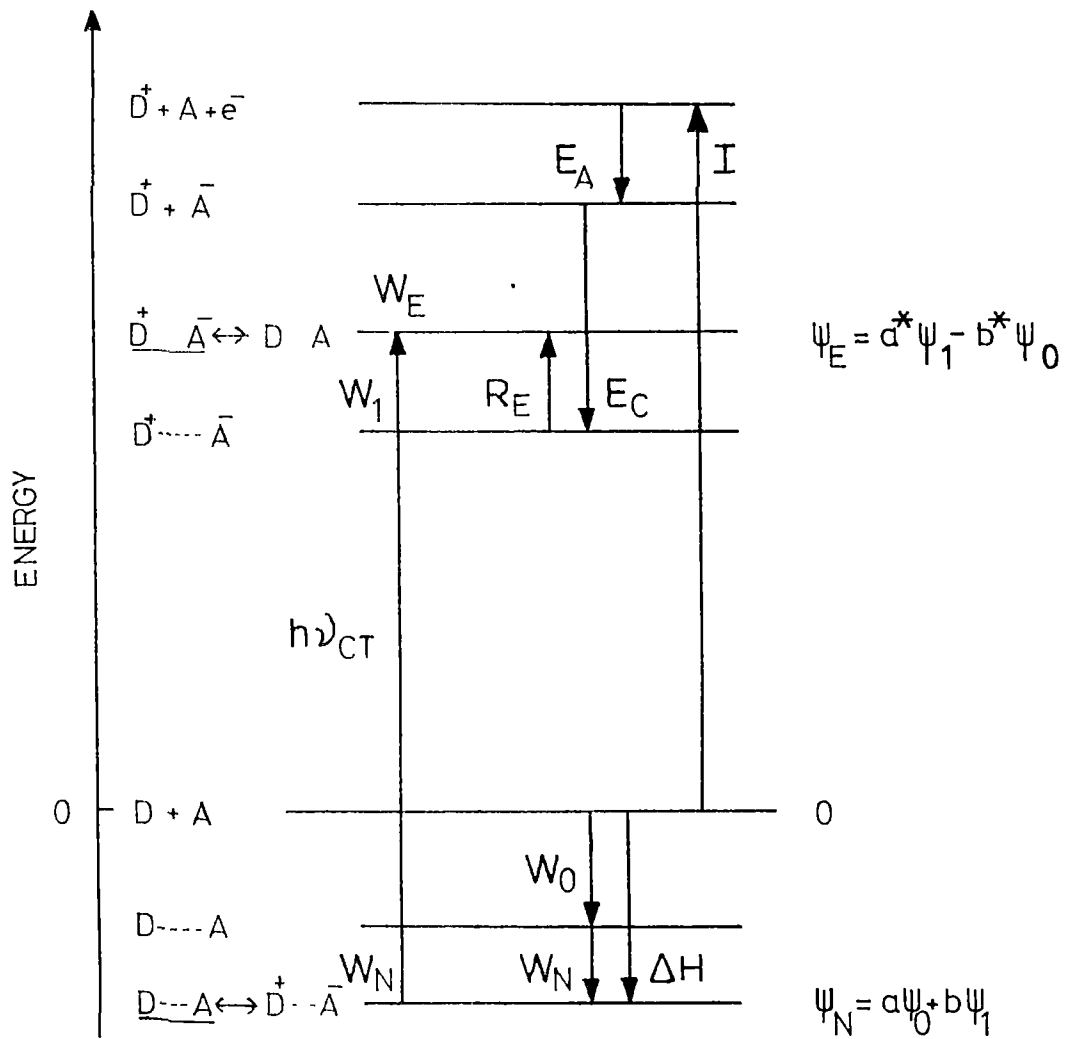 D⁺ + A + e⁻
E_A I
D⁺ + A⁻
W_E
D⁺ A⁻ ↔ D A ψ_E = a*ψ₁ - b*ψ₀
W₁ R_E E_C
D⁺ ----- A⁻
ENERGY
hν_CT
0 D + A 0
W₀
D----A
W_N W_N ΔH
D---A ↔ D⁺ -- A⁻ ψ_N = aψ₀ + bψ₁